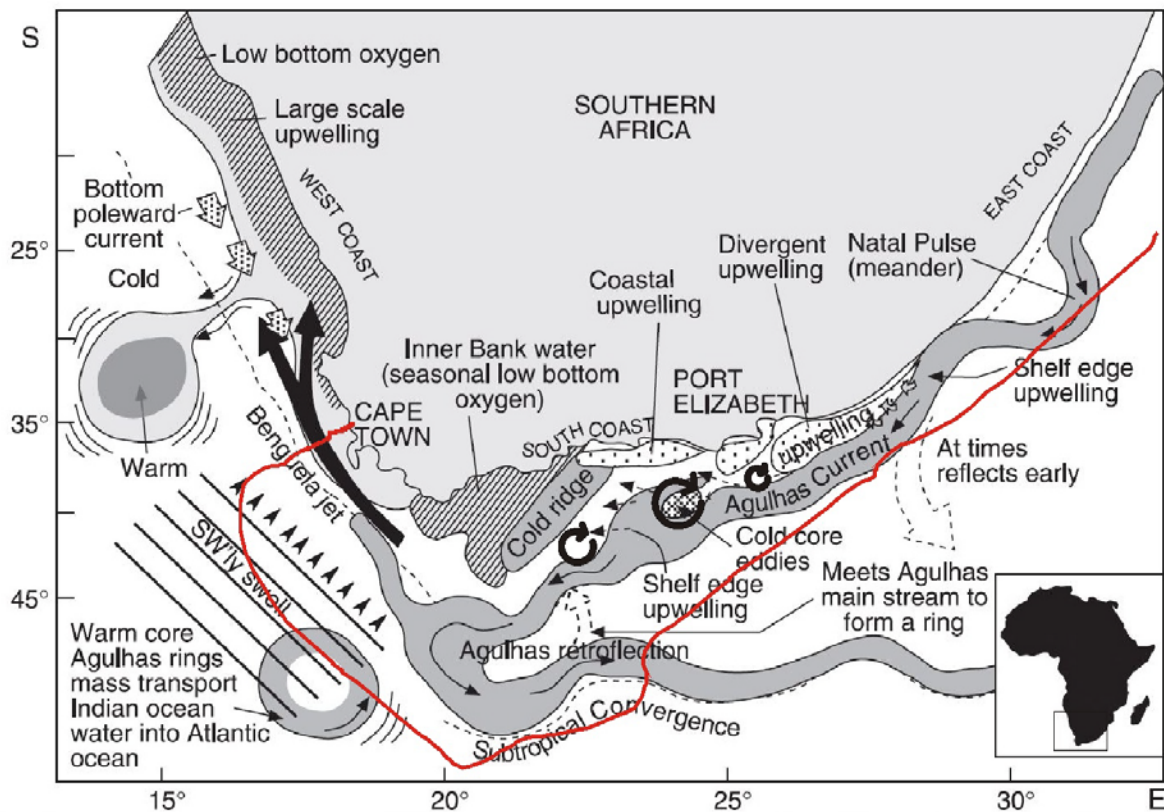 S
Low bottom oxygen
Large scale
upwelling
SOUTHERN
AFRICA
WEST COAST
EAST COAST
Bottom
poleward
current
Cold
25°
Divergent
upwelling
Natal Pulse
(meander)
Coastal
upwelling
Inner Bank water
(seasonal low bottom
oxygen)
PORT
ELIZABETH
Shelf edge
upwelling
35°
CAPE
TOWN
SOUTH COAST
upwelling
Warm
Benguela jet
At times
reflects early
Agulhas Current
Cold ridge
Cold core
eddies
SW'ly swell
Shelf edge
upwelling
Meets Agulhas
main stream to
form a ring
45°
Warm core
Agulhas rings
mass transport
Indian ocean
water into Atlantic
ocean
Agulhas retroflection
Subtropical Convergence
15°
20°
25°
30°
E